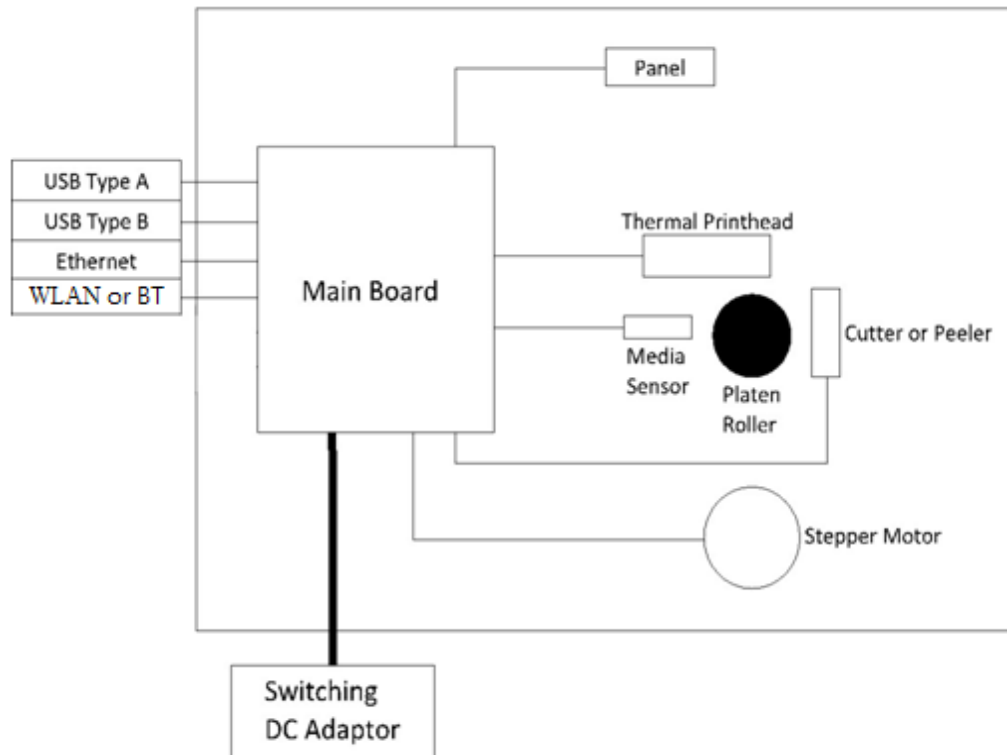 Panel
USB Type A
USB Type B
Ethernet
WLAN or BT
Main Board
Thermal Printhead
Media
Sensor
Platen
Roller
Cutter or Peeler
Stepper Motor
Switching
DC Adaptor